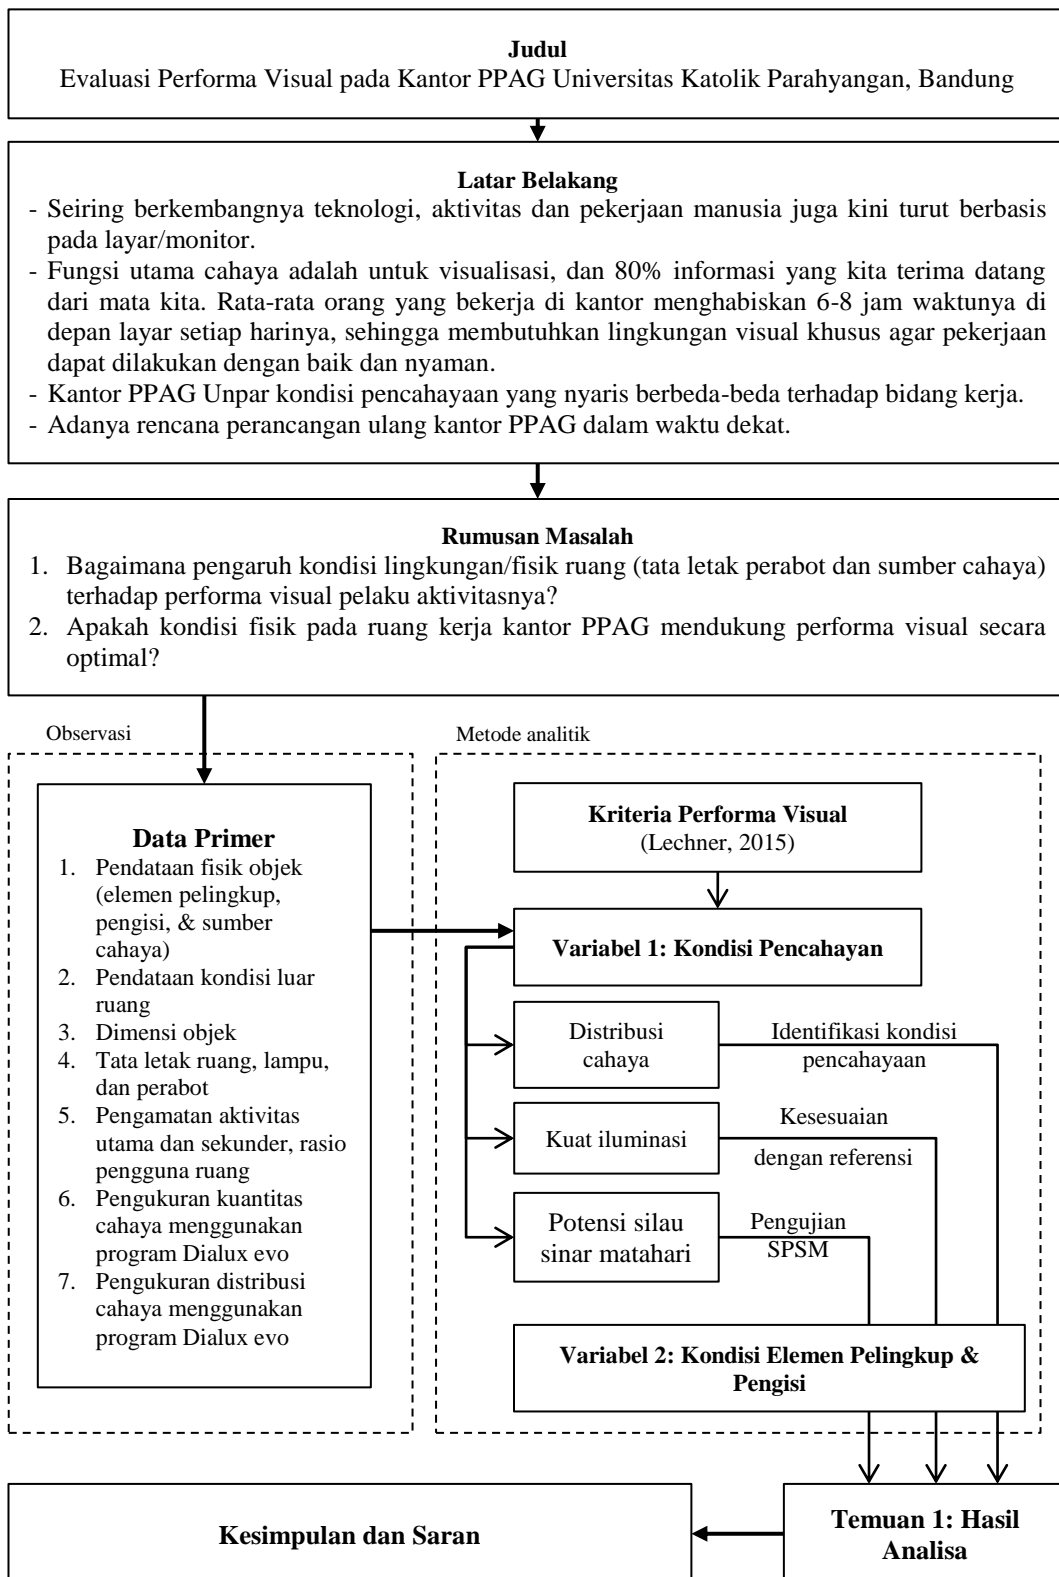 Judul
Evaluasi Performa Visual pada Kantor PPAG Universitas Katolik Parahyangan, Bandung
Latar Belakang
- Seiring berkembangnya teknologi, aktivitas dan pekerjaan manusia juga kini turut berbasis
pada layar/monitor.
- Fungsi utama cahaya adalah untuk visualisasi, dan 80% informasi yang kita terima datang
dari mata kita. Rata-rata orang yang bekerja di kantor menghabiskan 6-8 jam waktunya di
depan layar setiap harinya, sehingga membutuhkan lingkungan visual khusus agar pekerjaan
dapat dilakukan dengan baik dan nyaman.
- Kantor PPAG Unpar kondisi pencahayaan yang nyaris berbeda-beda terhadap bidang kerja.
- Adanya rencana perancangan ulang kantor PPAG dalam waktu dekat.
Rumusan Masalah
1. Bagaimana pengaruh kondisi lingkungan/fisik ruang (tata letak perabot dan sumber cahaya)
terhadap performa visual pelaku aktivitasnya?
2. Apakah kondisi fisik pada ruang kerja kantor PPAG mendukung performa visual secara
optimal?
Observasi
Data Primer
1. Pendataan fisik objek
(elemen pelingkup,
pengisi, & sumber
cahaya)
2. Pendataan kondisi luar
ruang
3. Dimensi objek
4. Tata letak ruang, lampu,
dan perabot
5. Pengamatan aktivitas
utama dan sekunder, rasio
pengguna ruang
6. Pengukuran kuantitas
cahaya menggunakan
program Dialux evo
7. Pengukuran distribusi
cahaya menggunakan
program Dialux evo
Metode analitik
Kriteria Performa Visual
(Lechner, 2015)
Variabel 1: Kondisi Pencahayan
Distribusi
cahaya
Identifikasi kondisi
pencahayaan
Kuat iluminasi
Kesesuaian
dengan referensi
Potensi silau
sinar matahari
Pengujian
SPSM
Variabel 2: Kondisi Elemen Pelingkup &
Pengisi
Temuan 1: Hasil
Analisa
Kesimpulan dan Saran